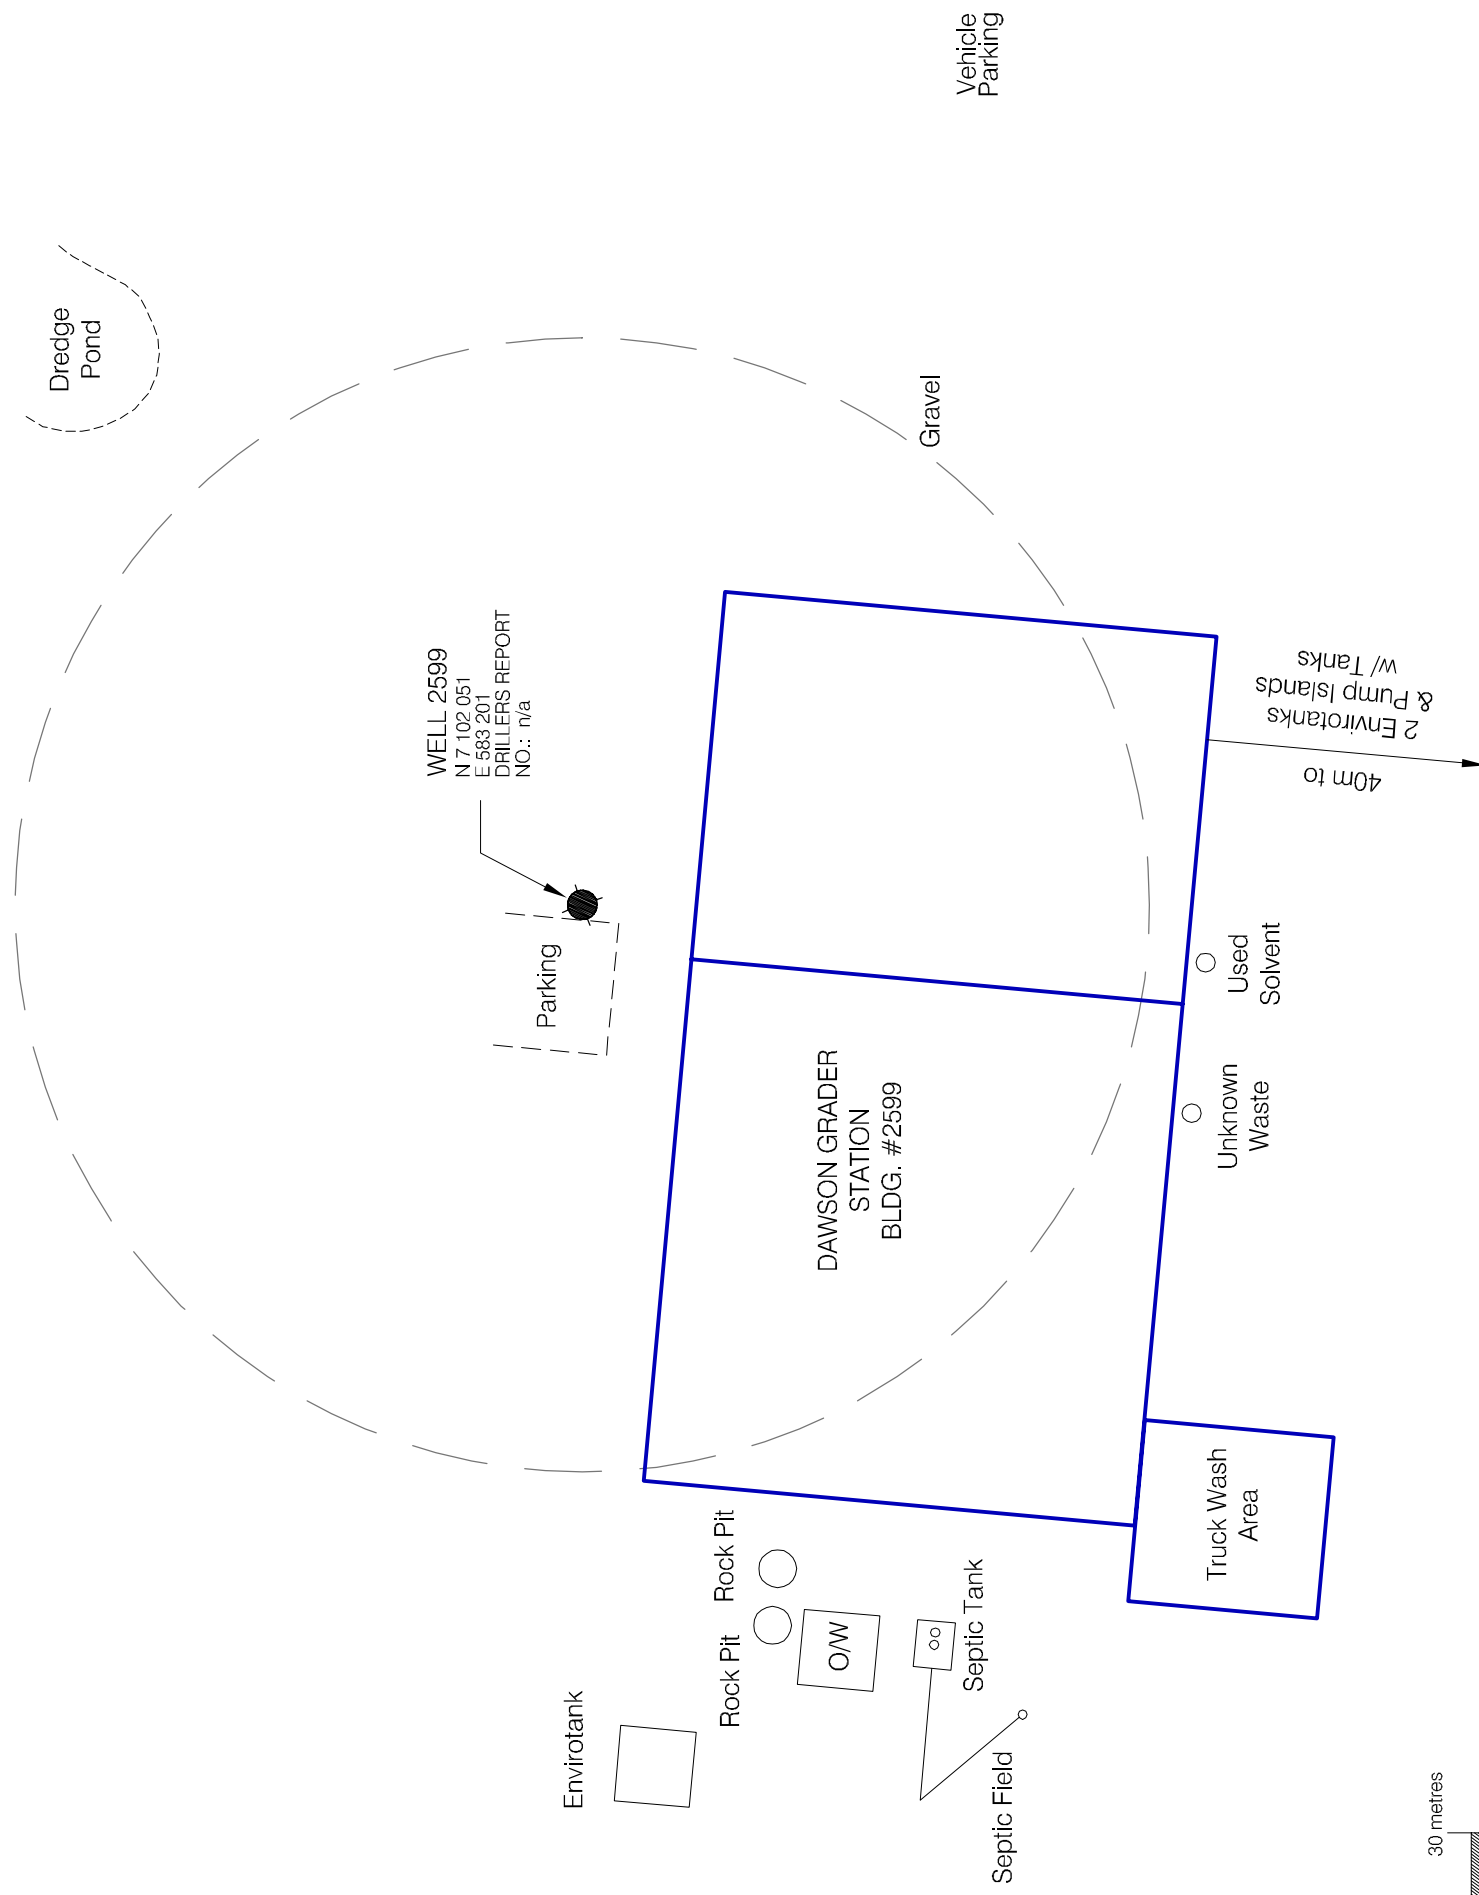 Vehicle
Parking
Dredge
Pond
Gravel
WELL 2599
N 7 102 051
E 583 201
DRILLERS REPORT
NO.: n/a
Parking
DAWSON GRADER
STATION
BLDG. #2599
40m to
2 Envirotanks
& Pump Islands
w/ Tanks
Used
Solvent
Unknown
Waste
Truck Wash
Area
Rock Pit
Rock Pit
O/W
Septic Tank
Envirotank
Septic Field
30 metres